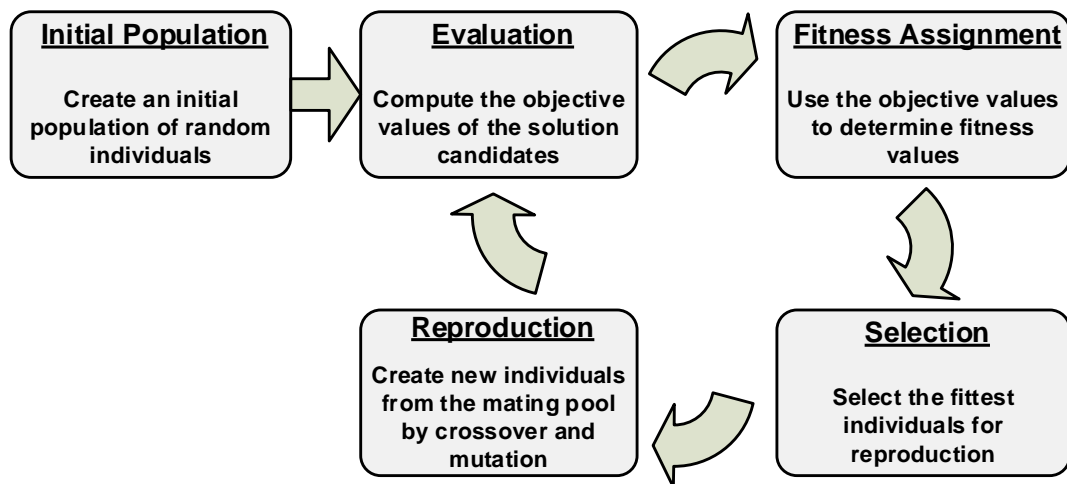 Initial Population
Create an initial
population of random
individuals
Evaluation
Compute the objective
values of the solution
candidates
Fitness Assignment
Use the objective values
to determine fitness
values
Reproduction
Create new individuals
from the mating pool
by crossover and
mutation
Selection
Select the fittest
individuals for
reproduction